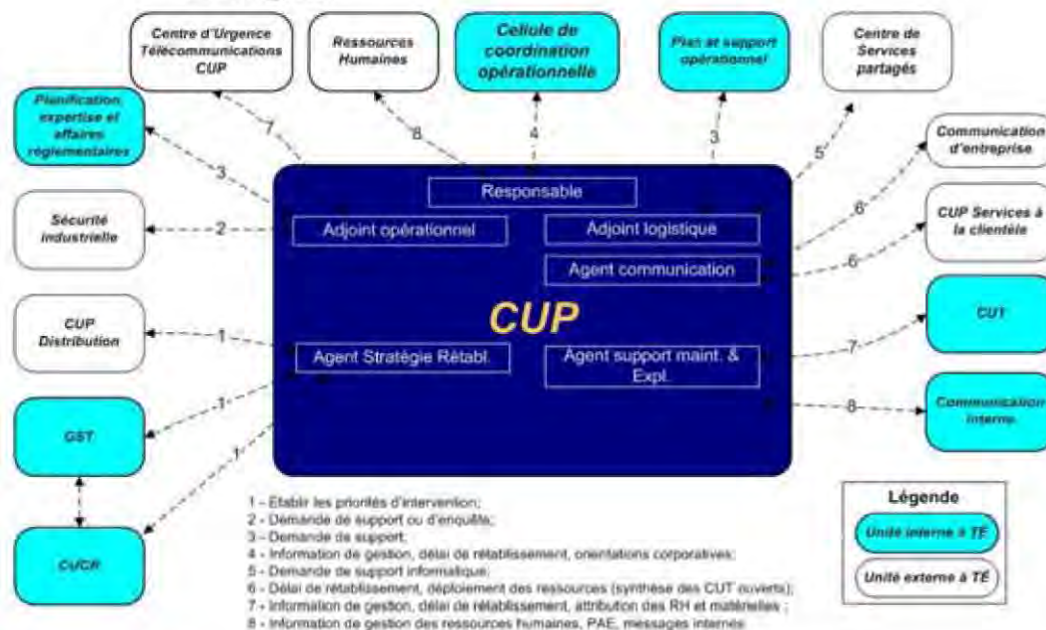 Centre d'Urgence
Télécommunications
CUP
Ressources
Humaines
Cellule de
coordination
opérationnelle
Plan et support
opérationnel
Centre de
Services
partagés
Planification,
expertise et
affaires
réglementaires
Communication
d'entreprise
Sécurité
industrielle
CUP Services à
la clientèle
CUP
Distribution
CUT
GST
Communication
interne
CUCR
Responsable
Adjoint opérationnel
Adjoint logistique
Agent communication
CUP
Agent Stratégie Rétabl.
Agent support maint. &
Expl.
1
8
4
3
5
3
2
6
6
1
7
1
8
1
1 - Etablir les priorités d'intervention;
2 - Demande de support ou d'enquête;
3 - Demande de support;
4 - Information de gestion, délai de rétablissement, orientations corporatives;
5 - Demande de support informatique;
6 - Délai de rétablissement, déploiement des ressources (synthèse des CUT ouverts);
7 - Information de gestion, délai de rétablissement, attribution des RH et matérielles ;
8 - Information de gestion des ressources humaines, PAE, messages internes
Légende
Unité interne à TÉ
Unité externe à TÉ